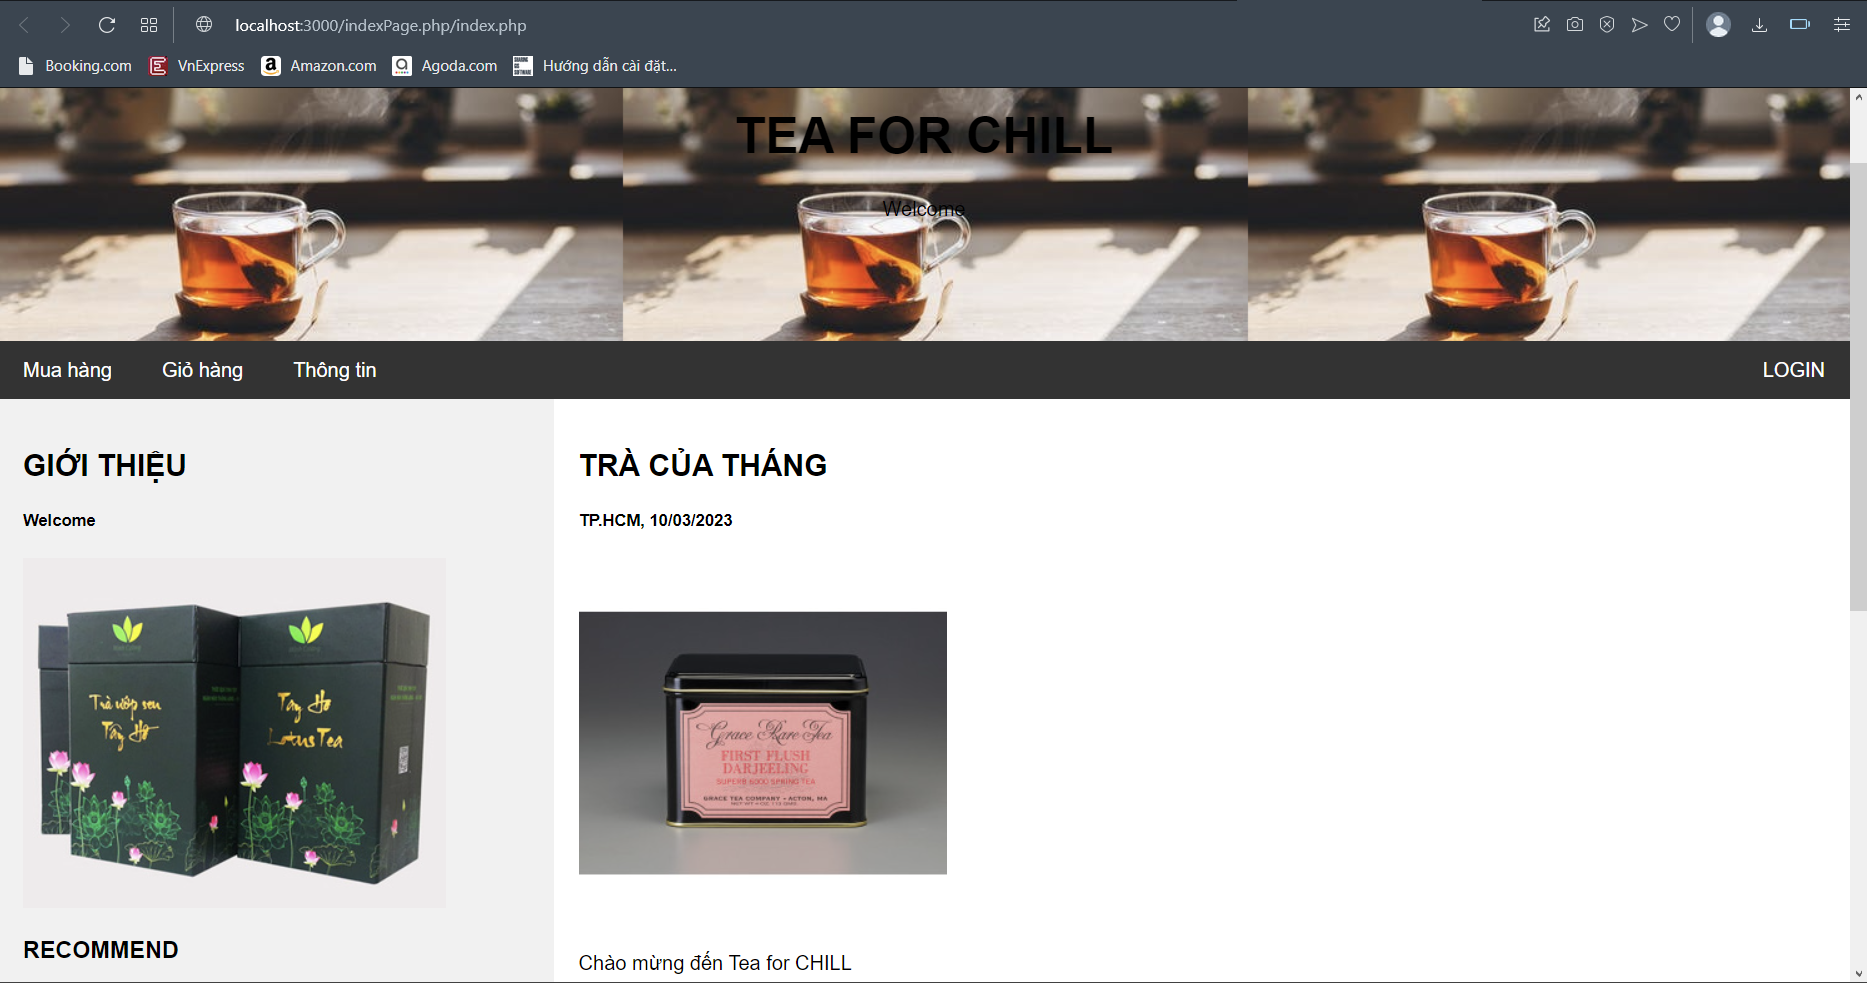 localhost:3000/indexPage.php/index.php
Booking.com VnExpress Amazon.com Agoda.com Hướng dẫn cài đặt...
TEA FOR CHILL
Welcome
Mua hàng Giỏ hàng Thông tin LOGIN
GIỚI THIỆU
Welcome
Trà ướp sen
Tây Hồ
Tây Hồ
Lotus Tea
RECOMMEND
TRÀ CỦA THÁNG
TP.HCM, 10/03/2023
Grace Rare Tea
FIRST FLUSH
DARJEELING
SUPERB 6000 SPRING TEA
GRACE TEA COMPANY • ACTON, MA
Chào mừng đến Tea for CHILL